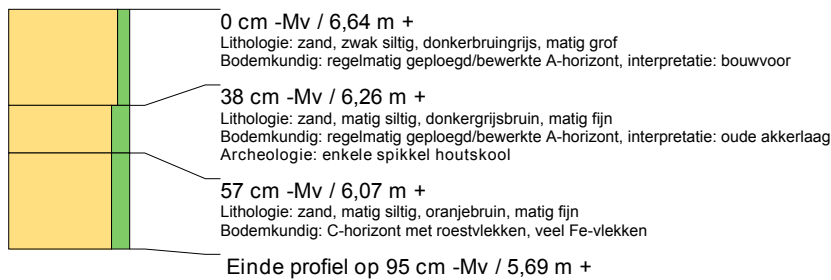 0 cm -Mv / 6,64 m +
Lithologie: zand, zwak siltig, donkerbruingrijs, matig grof
Bodemkundig: regelmatig geploegd/bewerkte A-horizont, interpretatie: bouwvoor
38 cm -Mv / 6,26 m +
Lithologie: zand, matig siltig, donkergrijsbruin, matig fijn
Bodemkundig: regelmatig geploegd/bewerkte A-horizont, interpretatie: oude akkerlaag
Archeologie: enkele spikkel houtskool
57 cm -Mv / 6,07 m +
Lithologie: zand, matig siltig, oranjebruin, matig fijn
Bodemkundig: C-horizont met roestvlekken, veel Fe-vlekken
Einde profiel op 95 cm -Mv / 5,69 m +